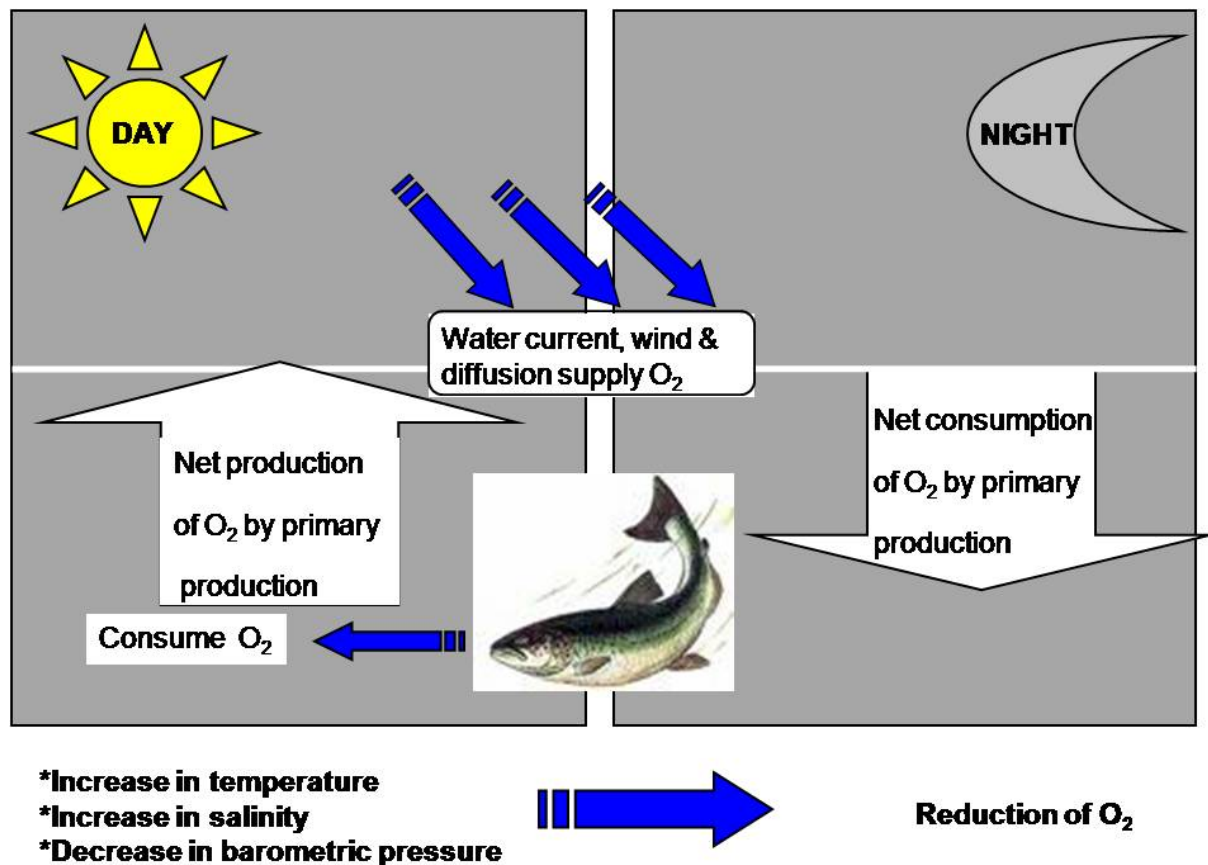 DAY
NIGHT
Water current, wind &
diffusion supply O₂
Net production
of O₂ by primary
production
Net consumption
of O₂ by primary
production
Consume O₂
*Increase in temperature
*Increase in salinity
*Decrease in barometric pressure
Reduction of O₂